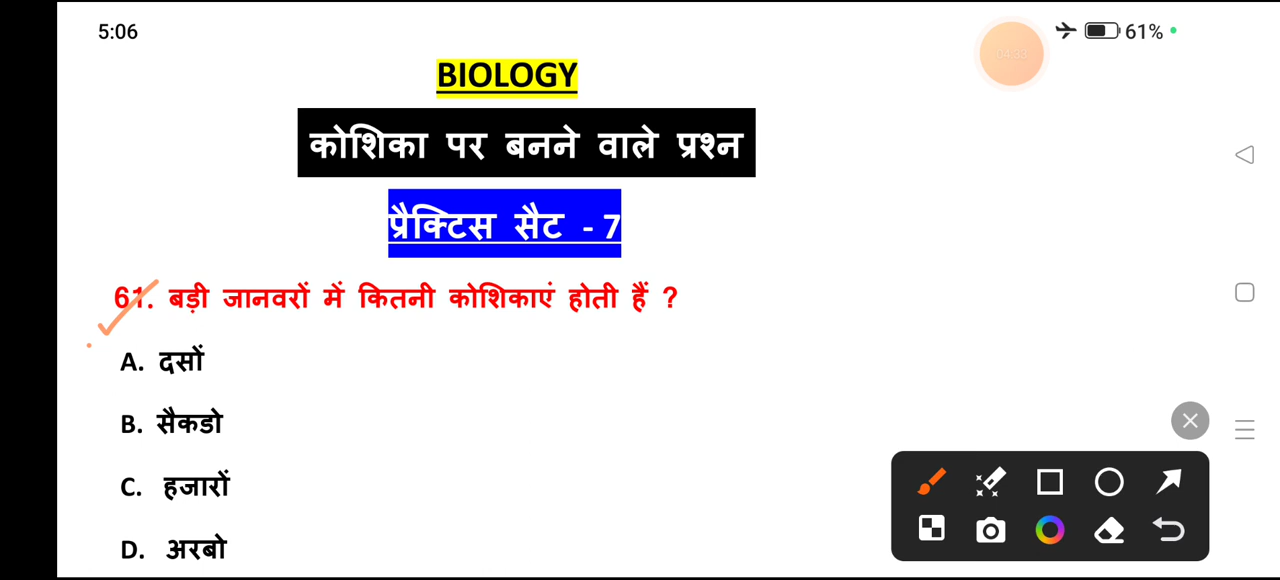 5:06
61%
BIOLOGY
कोशिका पर बनने वाले प्रश्न
प्रैक्टिस सैट - 7
61. बड़ी जानवरों में कितनी कोशिकाएं होती हैं ?
A. दसों
B. सैकडो
C. हजारों
D. अरबो